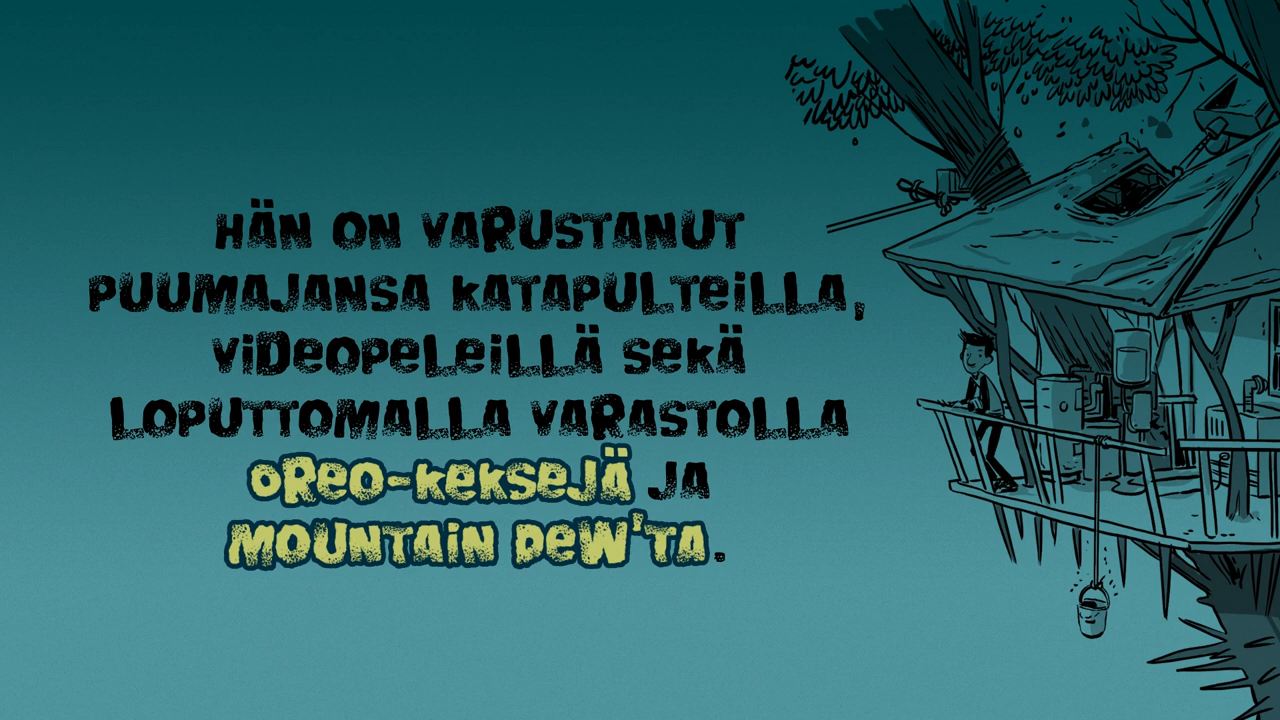 HÄN ON VARUSTANUT
PUUMAJANSA KATAPULTEILLA,
VIDEOPELEILLÄ SEKÄ
LOPUTTOMALLA VARASTOLLA
OREO-KEKSEJÄ JA
MOUNTAIN DEW'TA.